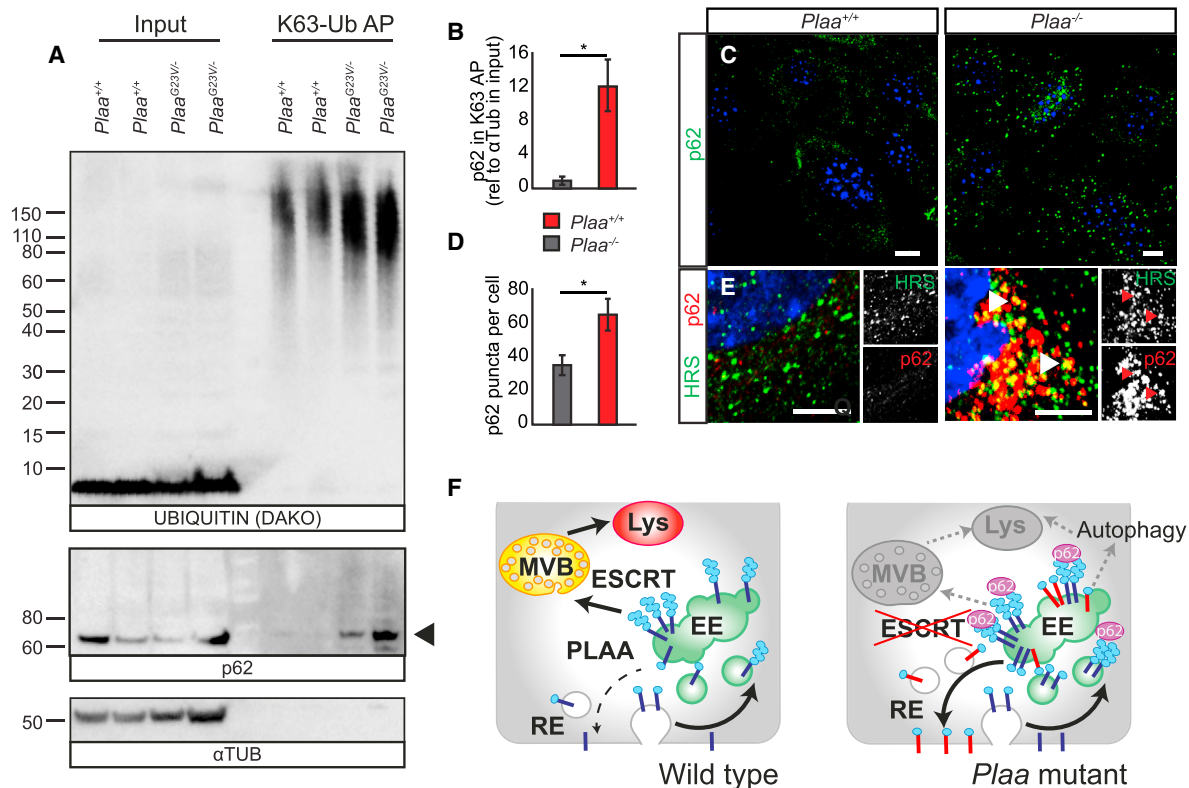 A
Input
K63-Ub AP
Plaa+/+
Plaa+/+
PlaaG23V/-
PlaaG23V/-
Plaa+/+
Plaa+/+
PlaaG23V/-
PlaaG23V/-
150
110
80
60
50
40
30
20
15
10
UBIQUITIN (DAKO)
80
60
p62
50
αTUB
B
p62 in K63 AP
(rel to αTub in input)
16
12
8
4
0
*
Plaa+/+
Plaa-/-
D
p62 puncta per cell
80
60
40
20
0
*
Plaa+/+
Plaa-/-
p62
C
HRS p62
E
HRS
p62
HRS
p62
F
Lys
MVB
ESCRT
EE
PLAA
RE
Wild type
Lys
Autophagy
MVB
p62
p62
ESCRT
p62
EE
p62
RE
Plaa mutant